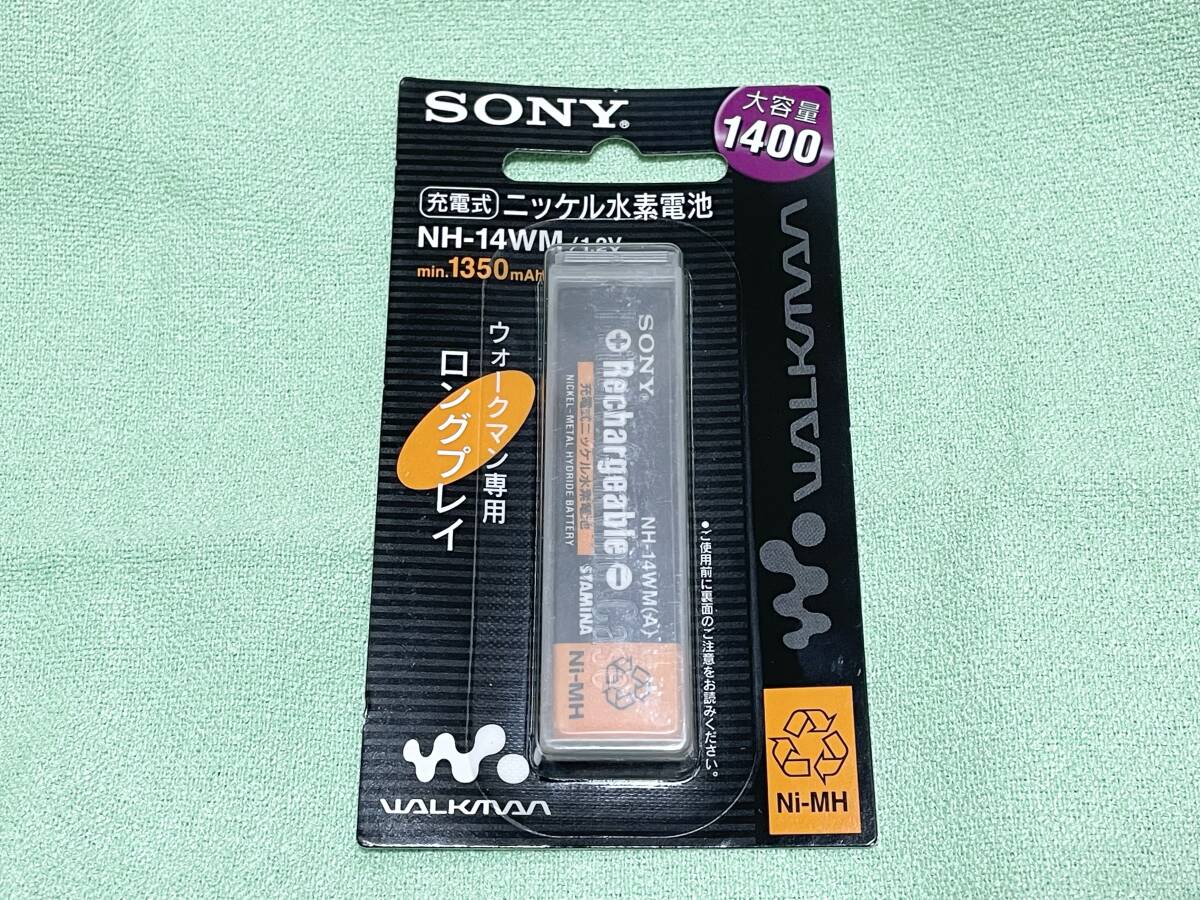 SONY®
大容量
1400
充電式 ニッケル水素電池
NH-14WM /1.2V
min.1350mAh
ウォークマン専用
ロングプレイ
SONY®
Rechargeable
充電式ニッケル水素電池
NICKEL-METAL HYDRIDE BATTERY
NH-14WM(A)
STAMINA
Ni-MH
●ご使用前に裏面のご注意をお読みください。
WALKMAN
WALKMAN
Ni-MH